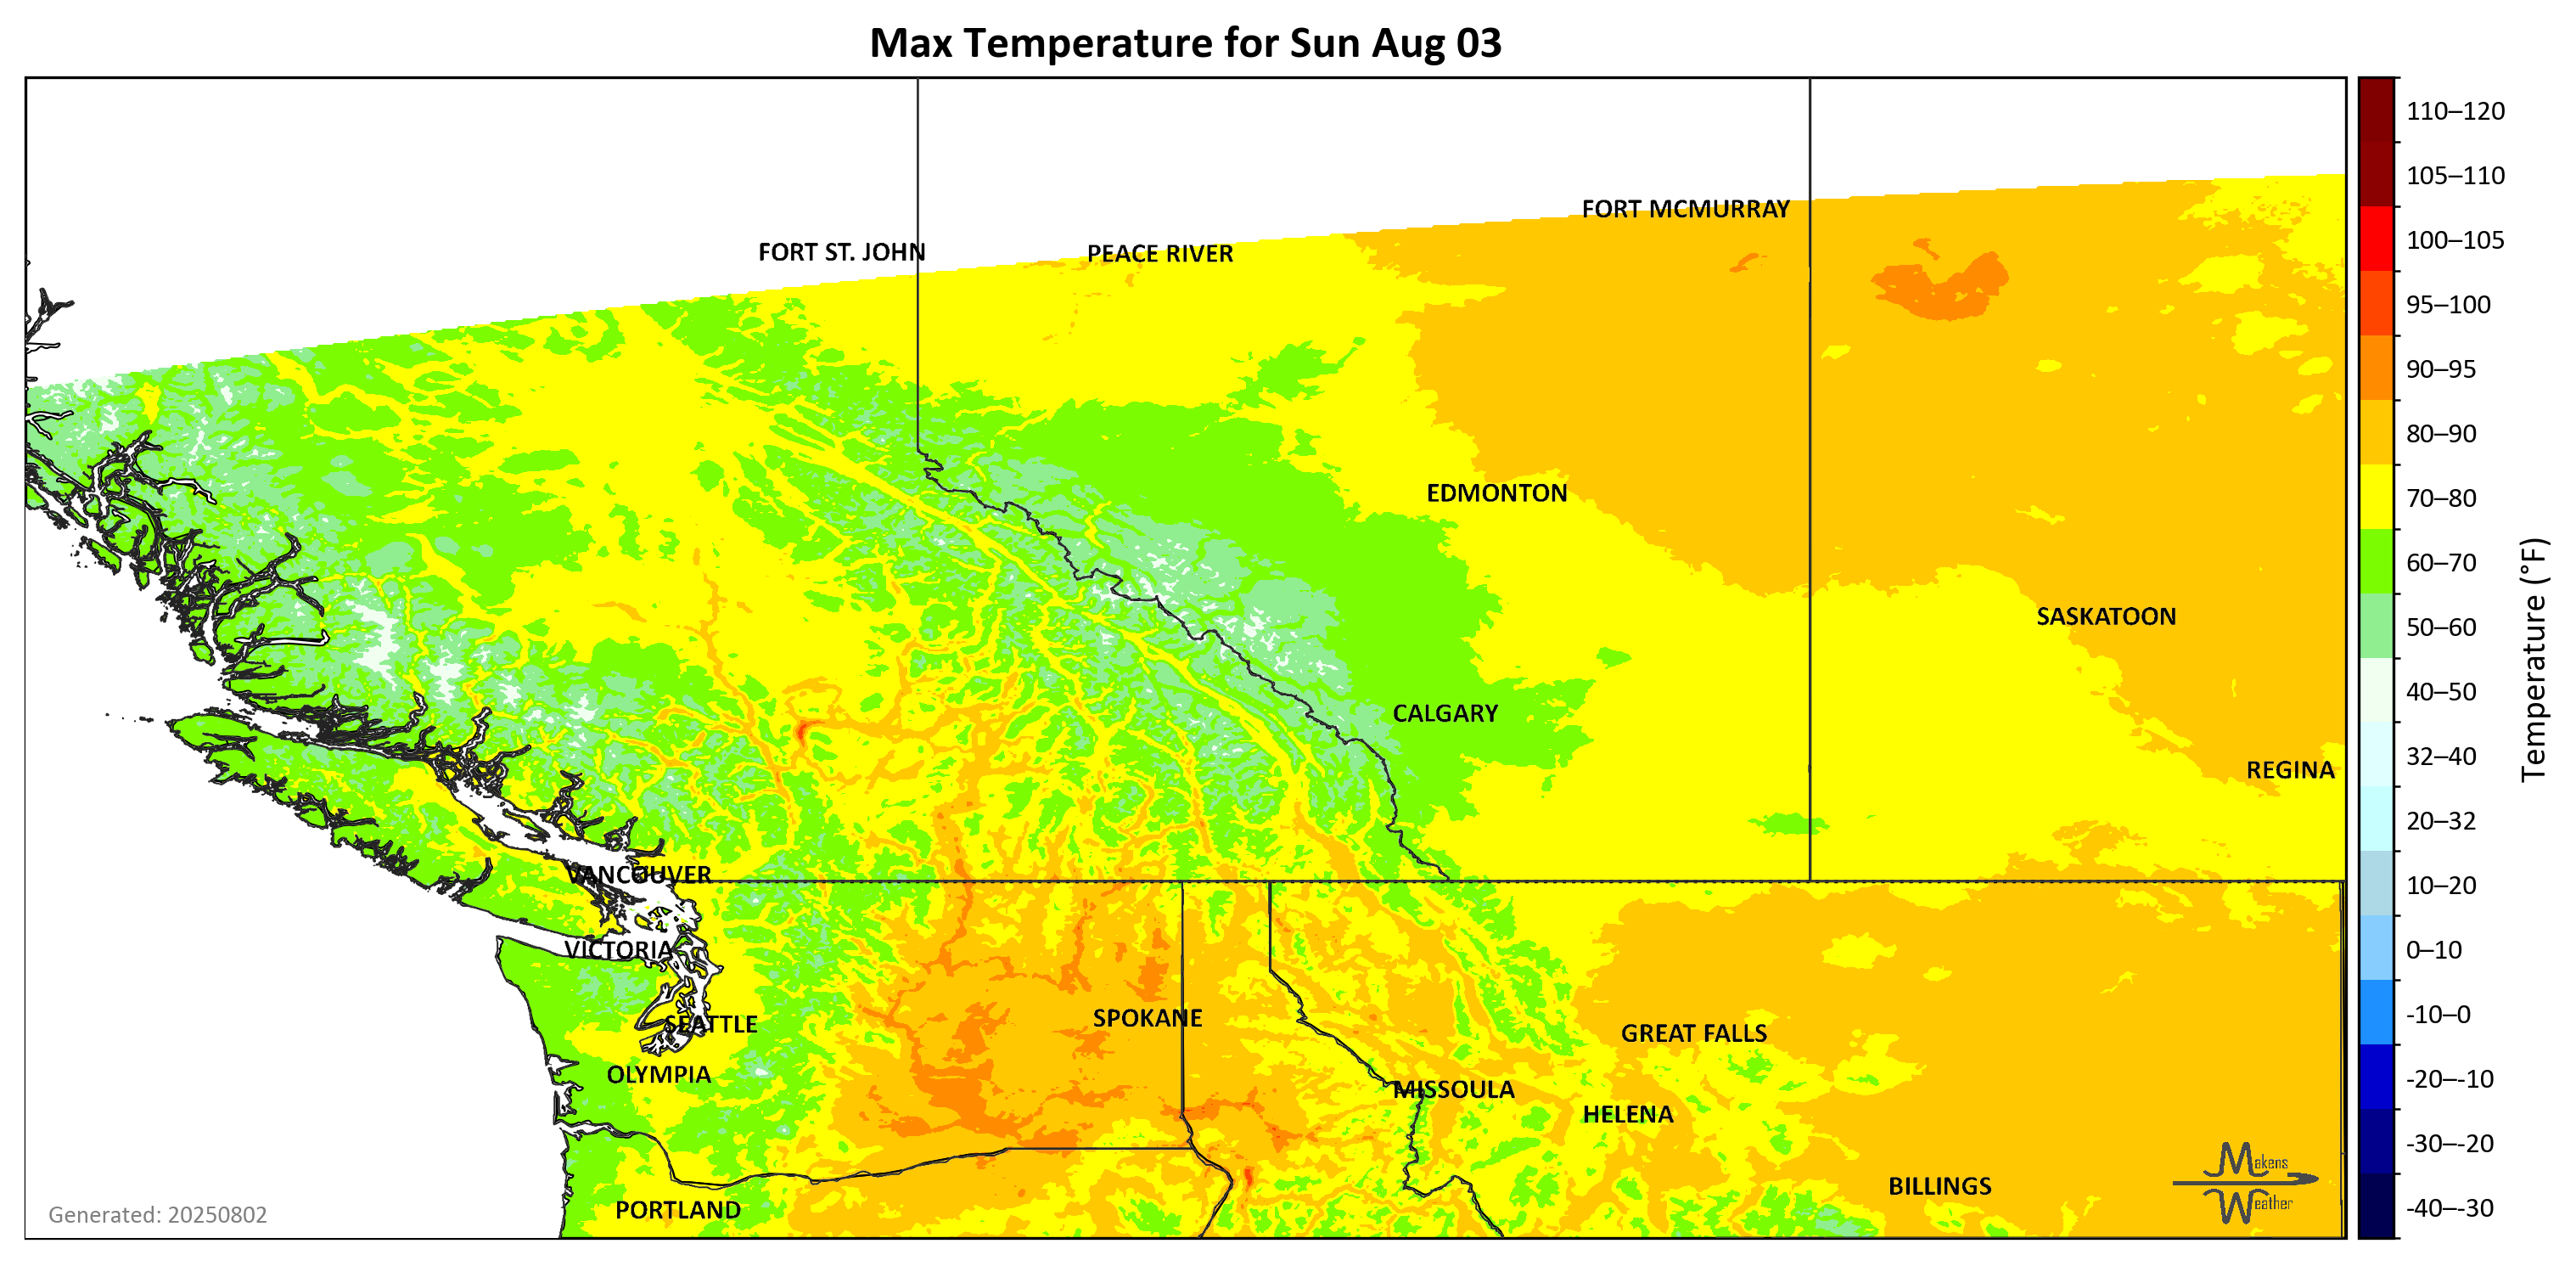 Max Temperature for Sun Aug 03
FORT MCMURRAY
FORT ST. JOHN
PEACE RIVER
EDMONTON
SASKATOON
CALGARY
REGINA
VANCOUVER
VICTORIA
SEATTLE
SPOKANE
GREAT FALLS
OLYMPIA
MISSOULA
HELENA
BILLINGS
PORTLAND
Makens
Weather
Generated: 20250802
110–120
105–110
100–105
95–100
90–95
80–90
70–80
60–70
50–60
40–50
32–40
20–32
10–20
0–10
-10–0
-20–-10
-30–-20
-40–-30
Temperature (°F)